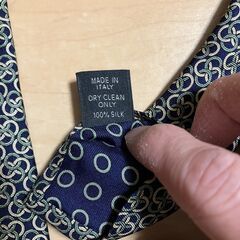 MADE IN
ITALY
DRY CLEAN
ONLY
100% SILK